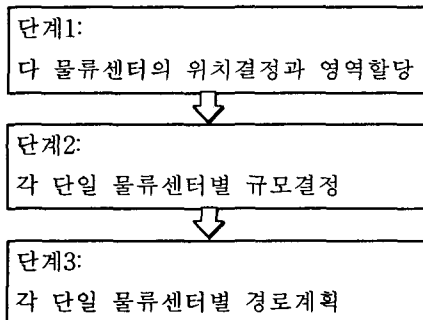 단계1:
다 물류센터의 위치결정과 영역할당
단계2:
각 단일 물류센터별 규모결정
단계3:
각 단일 물류센터별 경로계획